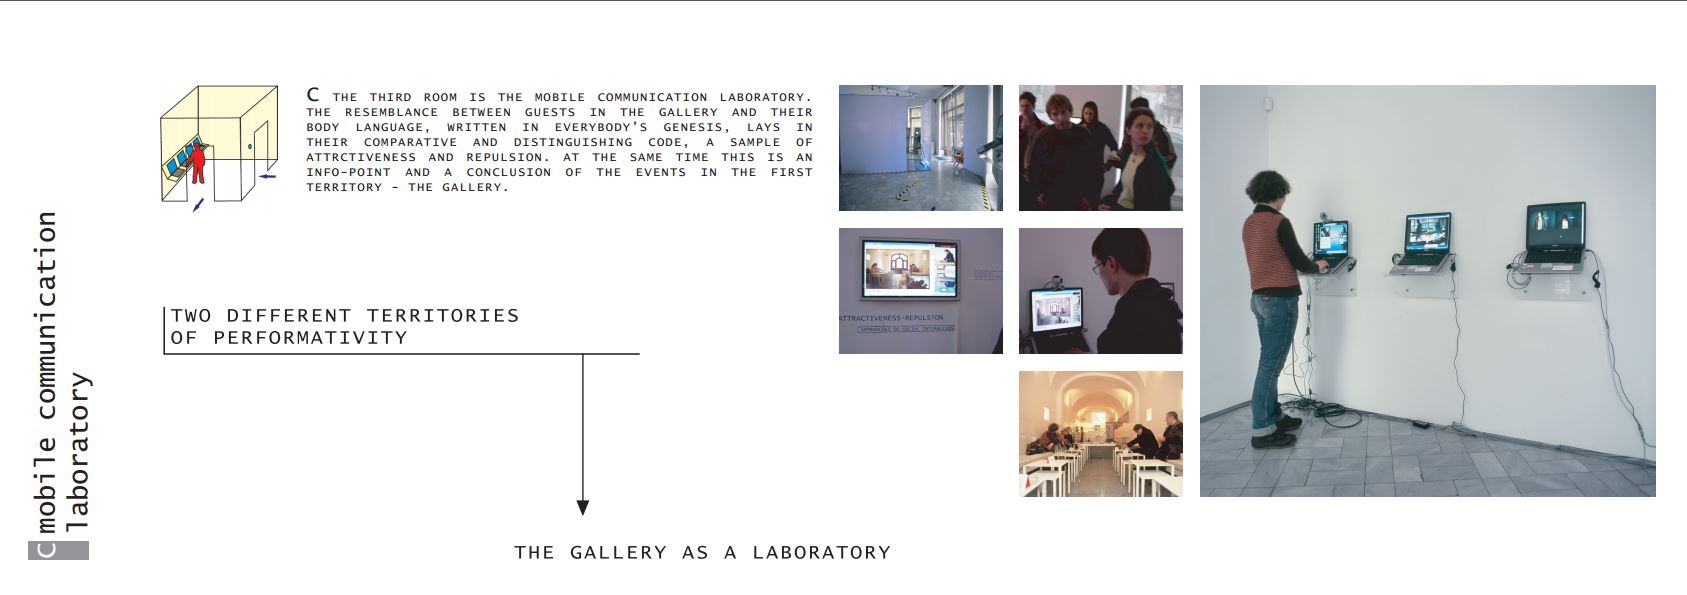 C THE THIRD ROOM IS THE MOBILE COMMUNICATION LABORATORY.
THE RESEMBLANCE BETWEEN GUESTS IN THE GALLERY AND THEIR
BODY LANGUAGE, WRITTEN IN EVERYBODY'S GENESIS, LAYS IN
THEIR COMPARATIVE AND DISTINGUISHING CODE, A SAMPLE OF
ATTRCTIVENESS AND REPULSION. AT THE SAME TIME THIS IS AN
INFO-POINT AND A CONCLUSION OF THE EVENTS IN THE FIRST
TERRITORY - THE GALLERY.
C mobile communication
laboratory
TWO DIFFERENT TERRITORIES
OF PERFORMATIVITY
ATTRACTIVENESS-REPULSION
APPROACHES OF SOCIAL INTERACTION
THE GALLERY AS A LABORATORY